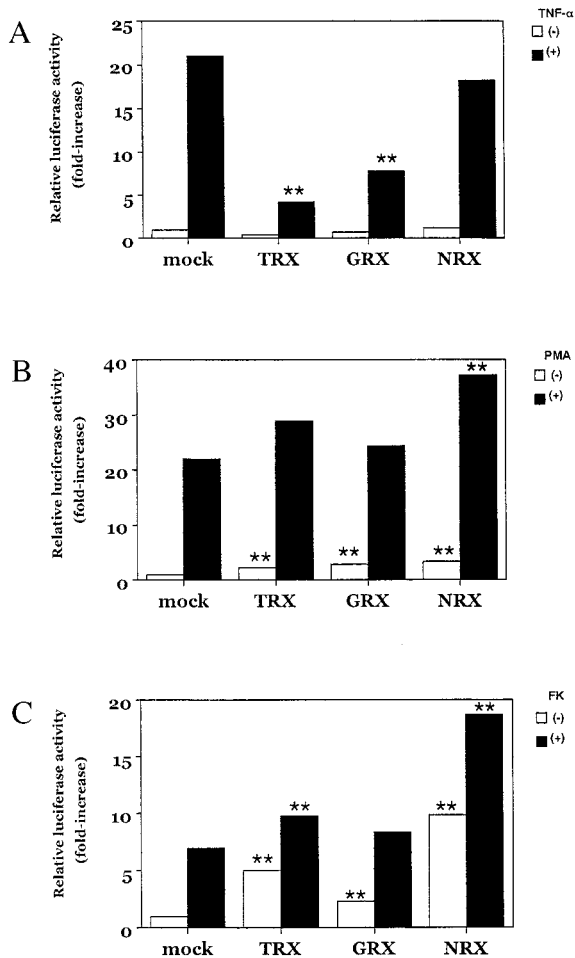 A
TNF-α
(-)
(+)
Relative luciferase activity
(fold-increase)
25
20
15
10
5
0
**
**
mock TRX GRX NRX
B
PMA
(-)
(+)
Relative luciferase activity
(fold-increase)
40
30
20
10
0
**
**
**
**
mock TRX GRX NRX
C
FK
(-)
(+)
Relative luciferase activity
(fold-increase)
20
15
10
5
0
**
**
**
**
**
mock TRX GRX NRX